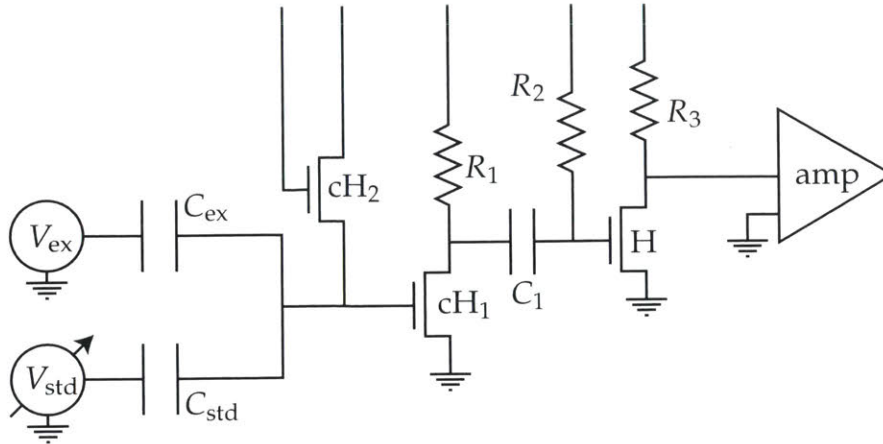 R₂
R₃
amp
R₁
cH₂
C_ex
V_ex
H
C₁
cH₁
V_std
C_std